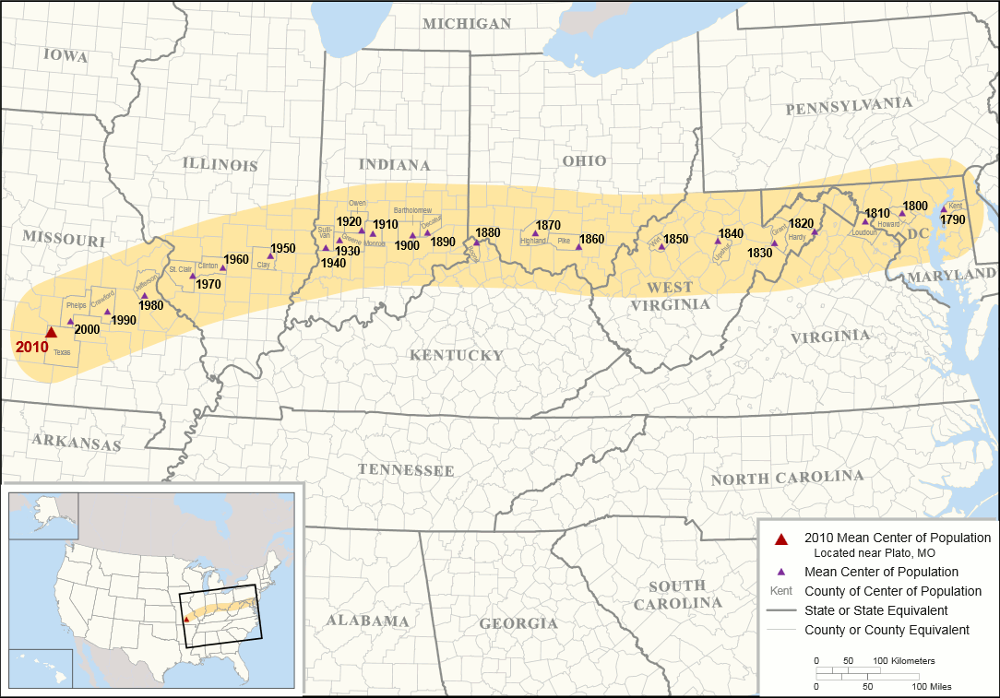 MICHIGAN
IOWA
PENNSYLVANIA
ILLINOIS
INDIANA
OHIO
MISSOURI
Owen
Bartholomew
Kent
1790
1800
Howard
1810
Loudoun
DC
1820
Grant
Hardy
1830
1840
Upshur
1850
1860
Pike
1870
Highland
1880
Boone
1890
Decatur
1900
1910
Monroe
1920
Greene
1930
Sulli-
van
1940
1950
Clay
1960
Clinton
1970
St. Clair
Jefferson
1980
Crawford
1990
Phelps
2000
2010
Texas
MARYLAND
WEST
VIRGINIA
VIRGINIA
KENTUCKY
ARKANSAS
TENNESSEE
NORTH CAROLINA
SOUTH
CAROLINA
ALABAMA
GEORGIA
2010 Mean Center of Population
Located near Plato, MO
Mean Center of Population
Kent County of Center of Population
State or State Equivalent
County or County Equivalent
0 50 100 Kilometers
0 50 100 Miles